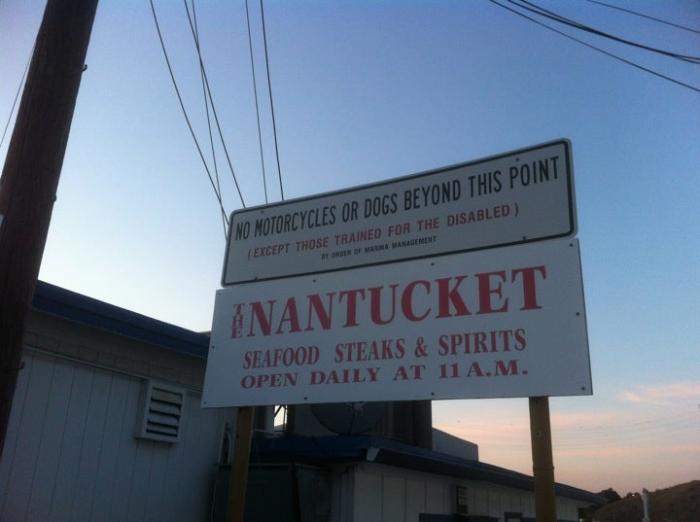 NO MOTORCYCLES OR DOGS BEYOND THIS POINT
(EXCEPT THOSE TRAINED FOR THE DISABLED)
BY ORDER OF MARINA MANAGEMENT
THE NANTUCKET
SEAFOOD STEAKS & SPIRITS
OPEN DAILY AT 11 A.M.